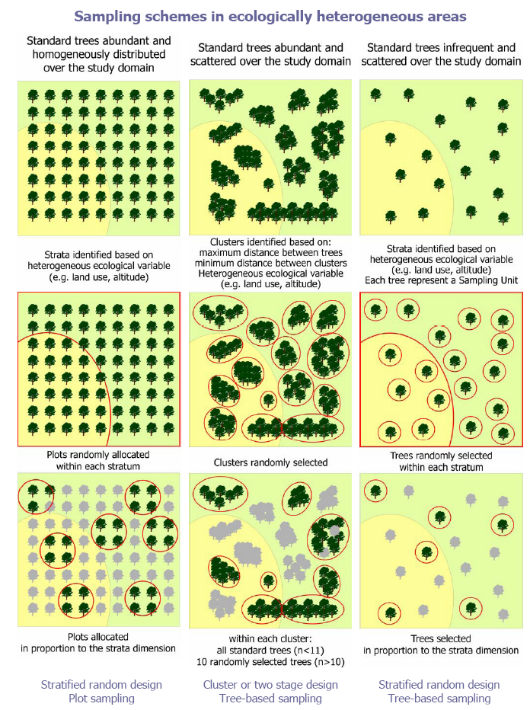 Sampling schemes in ecologically heterogeneous areas
Standard trees abundant and
homogeneously distributed
over the study domain
Standard trees abundant and
scattered over the study domain
Standard trees infrequent and
scattered over the study domain
Strata identified based on
heterogeneous ecological variable
(e.g. land use, altitude)
Clusters identified based on:
maximum distance between trees
minimum distance between clusters
Heterogeneous ecological variable
(e.g. land use, altitude)
Strata identified based on
heterogeneous ecological variable
(e.g. land use, altitude)
Each tree represent a Sampling Unit
Plots randomly allocated
within each stratum
Clusters randomly selected
Trees randomly selected
within each stratum
Plots allocated
in proportion to the strata dimension
within each cluster:
all standard trees (n<11)
10 randomly selected trees (n>10)
Trees selected
in proportion to the strata dimension
Stratified random design
Plot sampling
Cluster or two stage design
Tree-based sampling
Stratified random design
Tree-based sampling